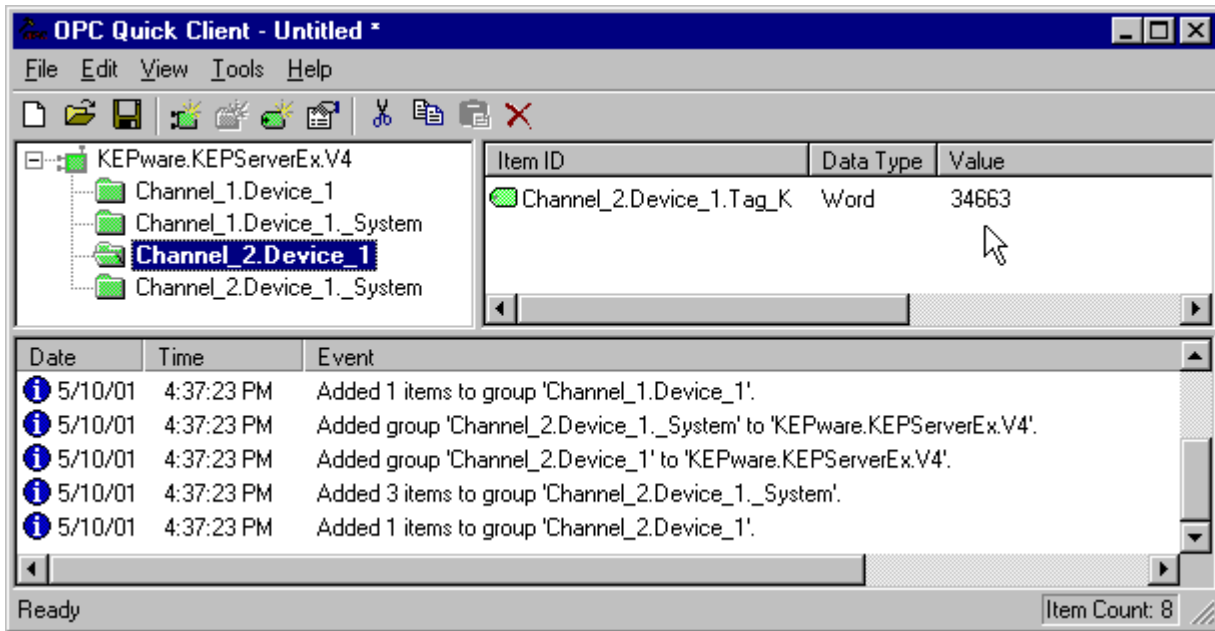 OPC Quick Client - Untitled *
File Edit View Tools Help
KEPware.KEPServerEx.V4
Channel_1.Device_1
Channel_1.Device_1._System
Channel_2.Device_1
Channel_2.Device_1._System
Item ID Data Type Value
Channel_2.Device_1.Tag_K Word 34663
Date Time Event
5/10/01 4:37:23 PM Added 1 items to group 'Channel_1.Device_1'.
5/10/01 4:37:23 PM Added group 'Channel_2.Device_1._System' to 'KEPware.KEPServerEx.V4'.
5/10/01 4:37:23 PM Added group 'Channel_2.Device_1' to 'KEPware.KEPServerEx.V4'.
5/10/01 4:37:23 PM Added 3 items to group 'Channel_2.Device_1._System'.
5/10/01 4:37:23 PM Added 1 items to group 'Channel_2.Device_1'.
Ready Item Count: 8